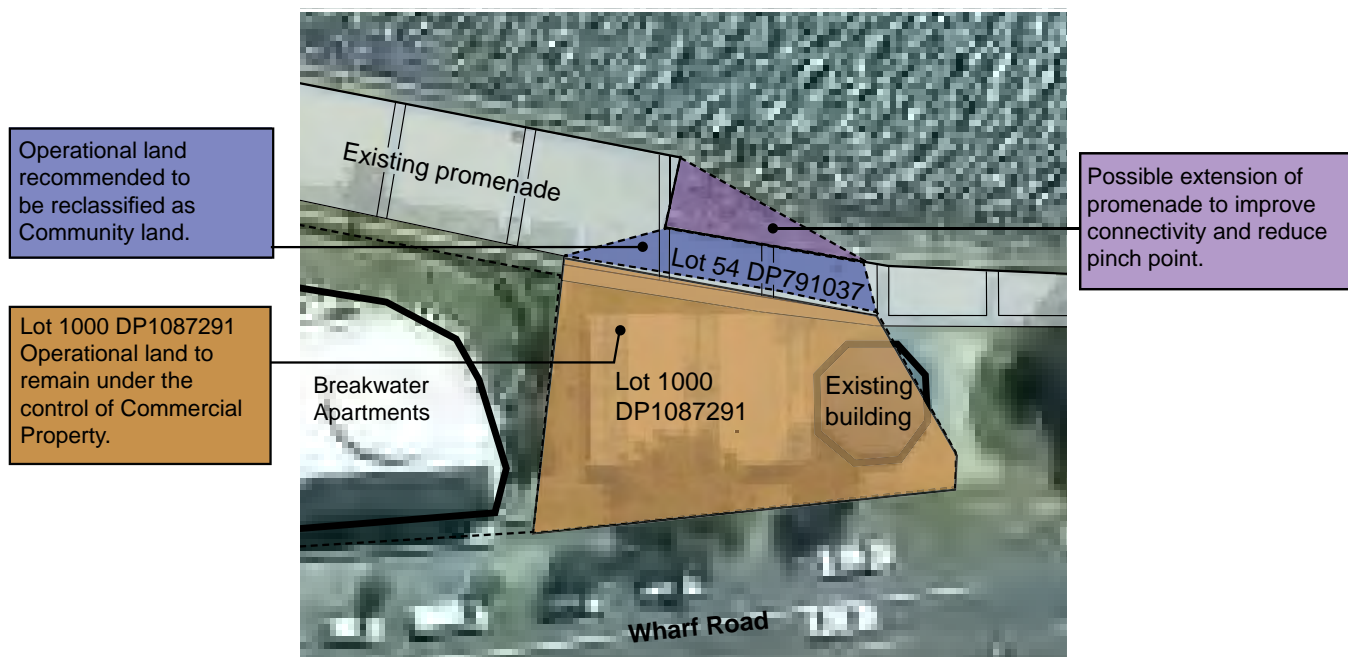 Operational land
recommended to
be reclassified as
Community land.
Lot 1000 DP1087291
Operational land to
remain under the
control of Commercial
Property.
Existing promenade
Lot 54 DP791037
Breakwater
Apartments
Lot 1000
DP1087291
Existing
building
Wharf Road
Possible extension of
promenade to improve
connectivity and reduce
pinch point.